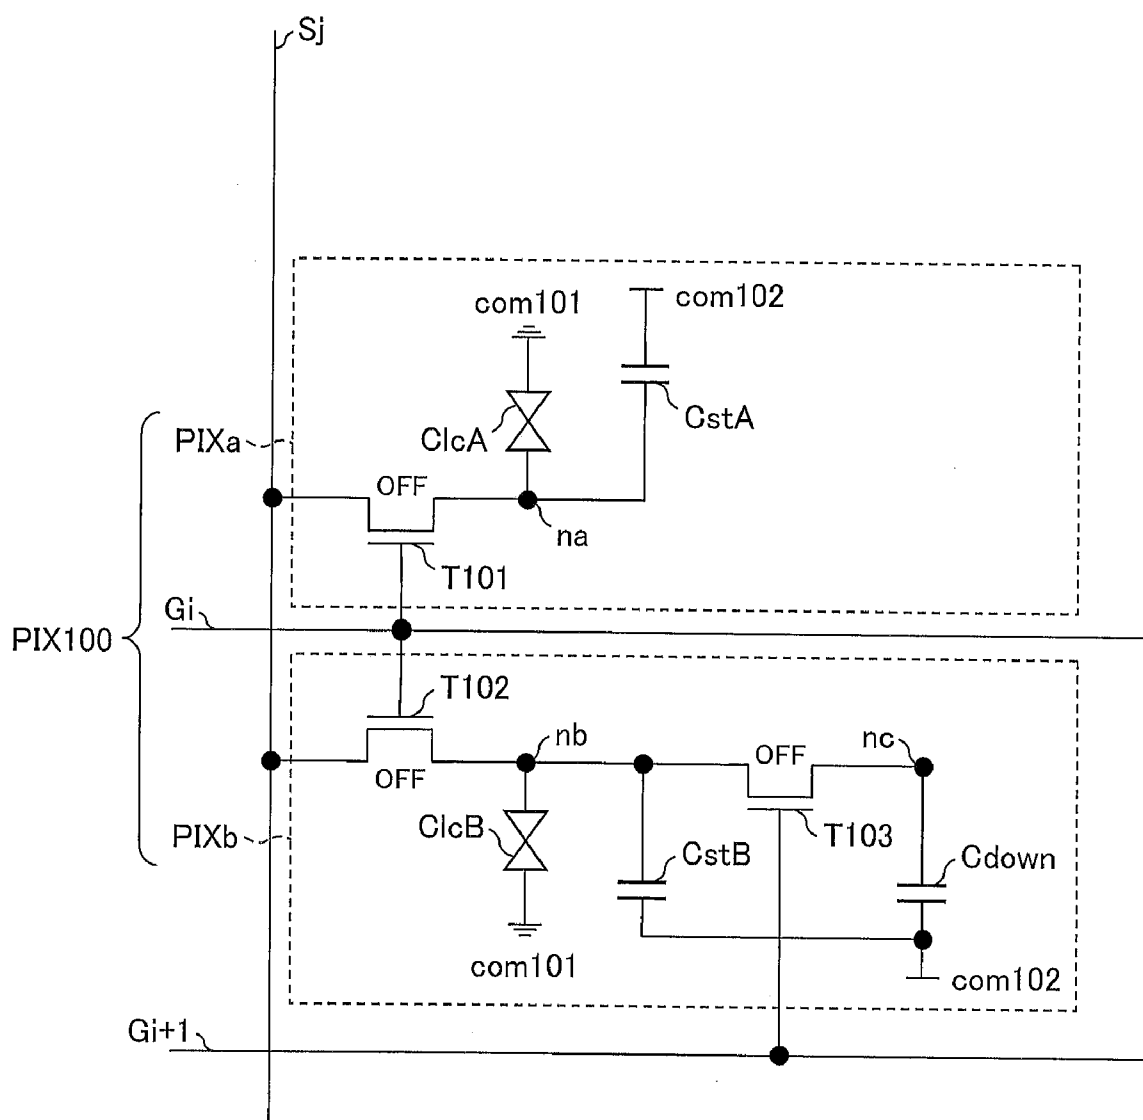 Sj
com101
com102
ClcA
CstA
PIXa
OFF
na
T101
Gi
PIX100
T102
nb
nc
OFF
OFF
ClcB
T103
PIXb
CstB
Cdown
com101
com102
Gi+1